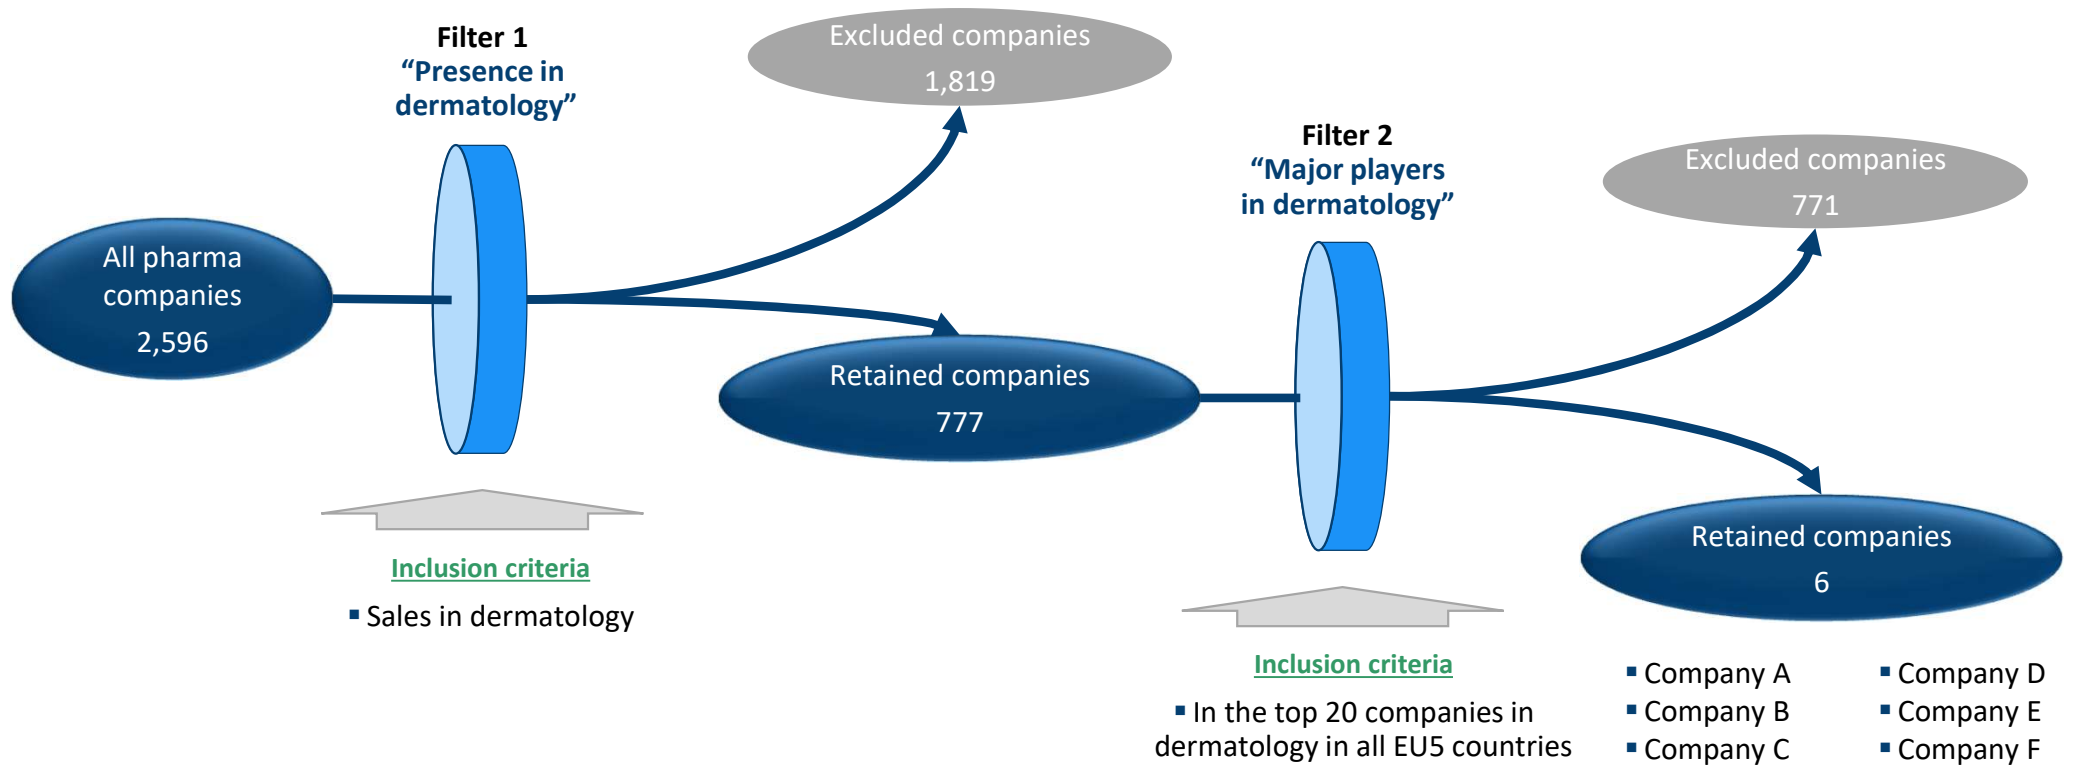 Filter 1
“Presence in
dermatology”
Excluded companies
1,819
Filter 2
“Major players
in dermatology”
Excluded companies
771
All pharma
companies
2,596
Retained companies
777
Retained companies
6
Inclusion criteria
▪ Sales in dermatology
Inclusion criteria
▪ In the top 20 companies in
dermatology in all EU5 countries
▪ Company A
▪ Company B
▪ Company C
▪ Company D
▪ Company E
▪ Company F